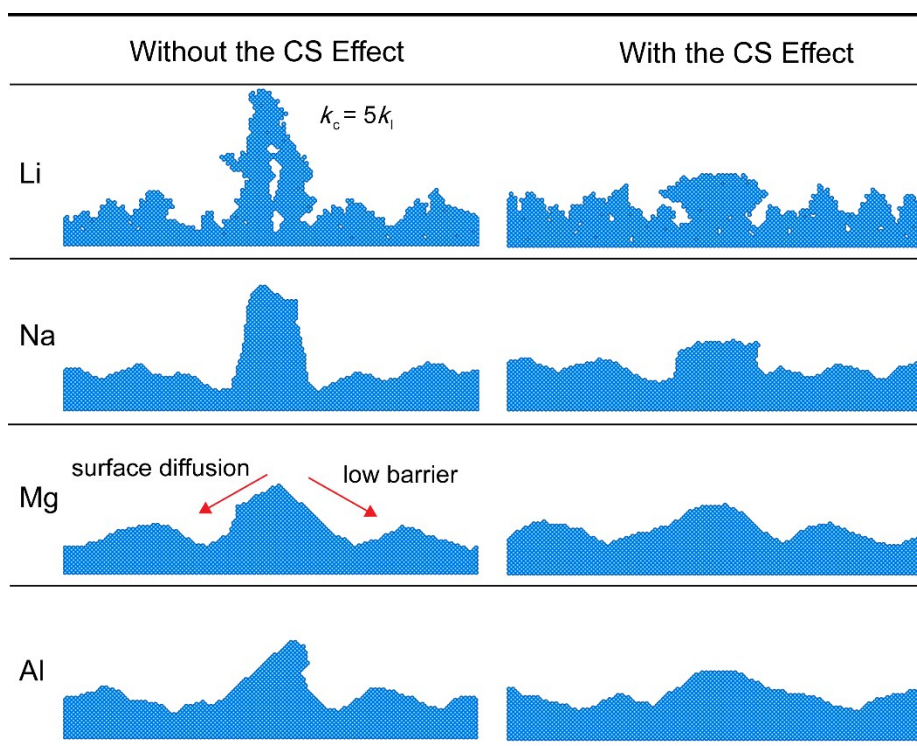 Without the CS Effect
With the CS Effect
Li
k_c = 5k_l
Na
Mg
surface diffusion
low barrier
Al